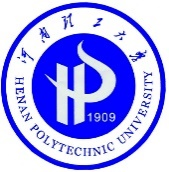 河南理工大学
1909
HENAN POLYTECHNIC UNIVERSITY